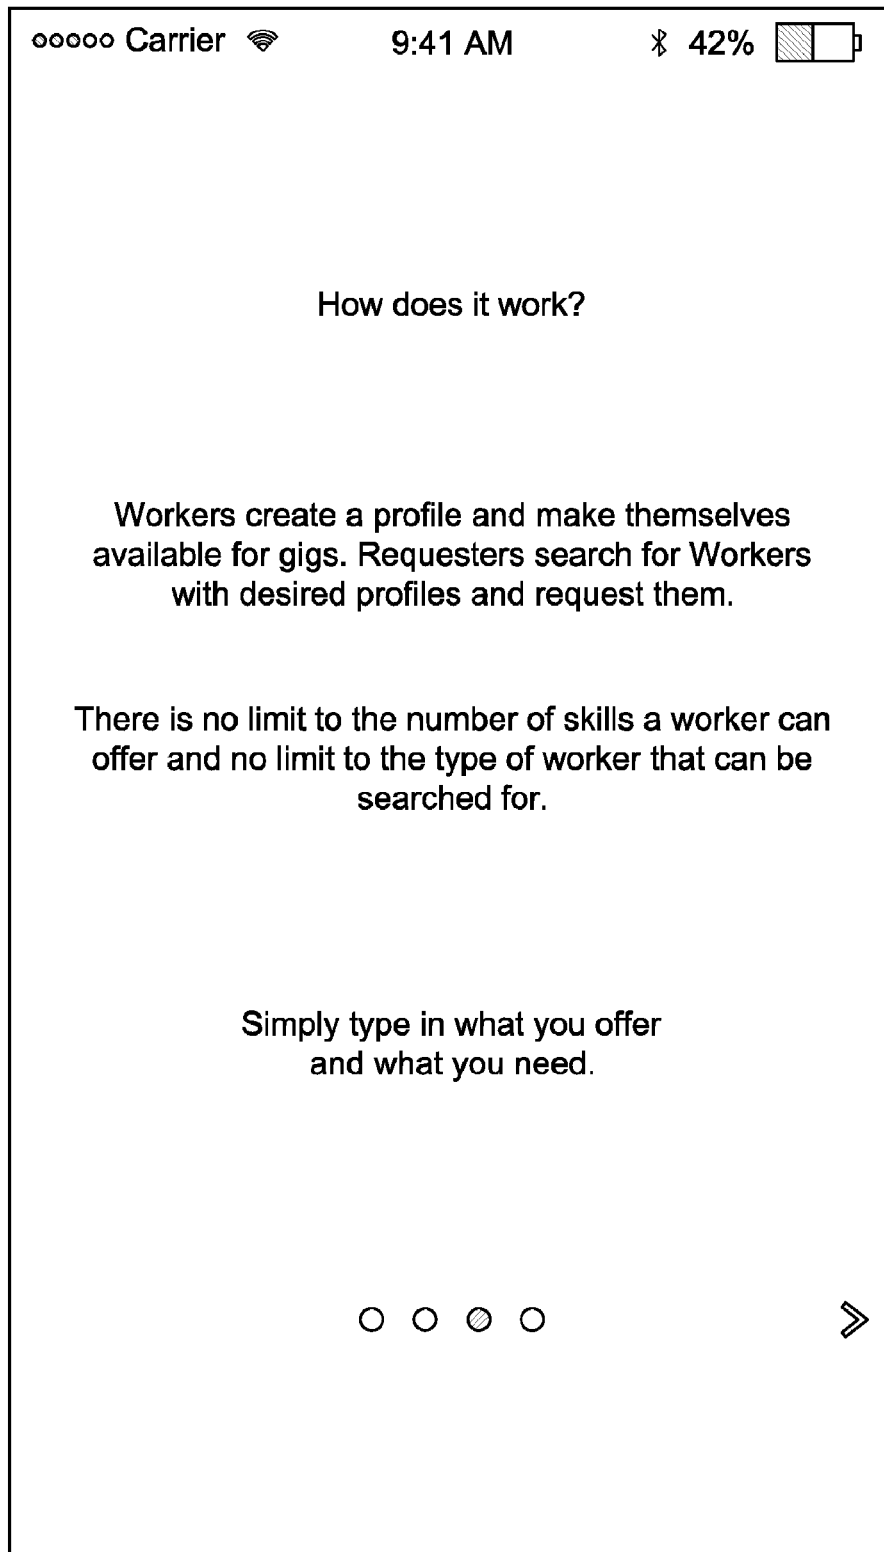 Carrier 9:41 AM 42%
How does it work?
Workers create a profile and make themselves
available for gigs. Requesters search for Workers
with desired profiles and request them.
There is no limit to the number of skills a worker can
offer and no limit to the type of worker that can be
searched for.
Simply type in what you offer
and what you need.